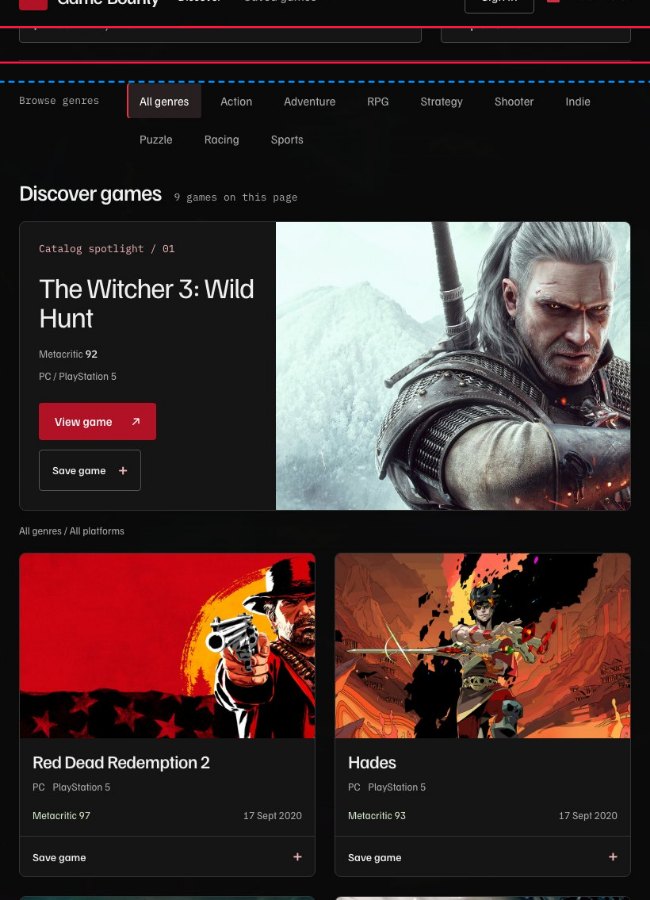 Game Bounty
Browse genres
All genres
Action
Adventure
RPG
Strategy
Shooter
Indie
Puzzle
Racing
Sports
Discover games
9 games on this page
Catalog spotlight / 01
The Witcher 3: Wild
Hunt
Metacritic 92
PC / PlayStation 5
View game
Save game +
All genres / All platforms
Red Dead Redemption 2
PC PlayStation 5
Metacritic 97
17 Sept 2020
Save game +
Hades
PC PlayStation 5
Metacritic 93
17 Sept 2020
Save game +